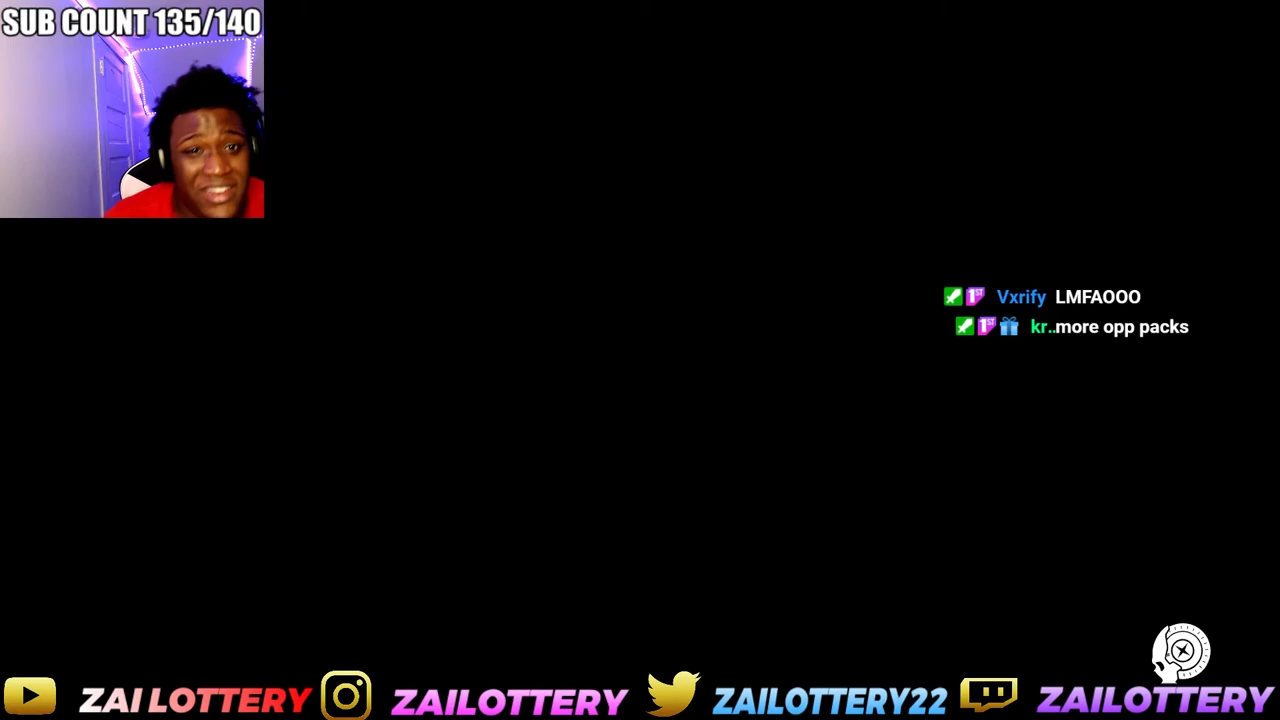 SUB COUNT 135/140
Vxrify LMFAOOO
kr..more opp packs
ZAI LOTTERY
ZAILOTTERY
ZAILOTTERY22
ZAILOTTERY